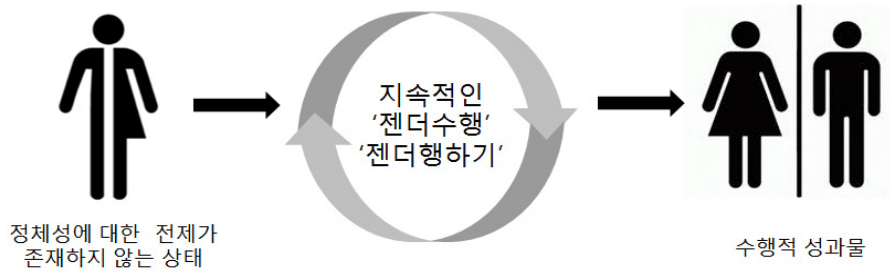 지속적인
‘젠더수행’
‘젠더행하기’
정체성에 대한 전제가
존재하지 않는 상태
수행적 성과물